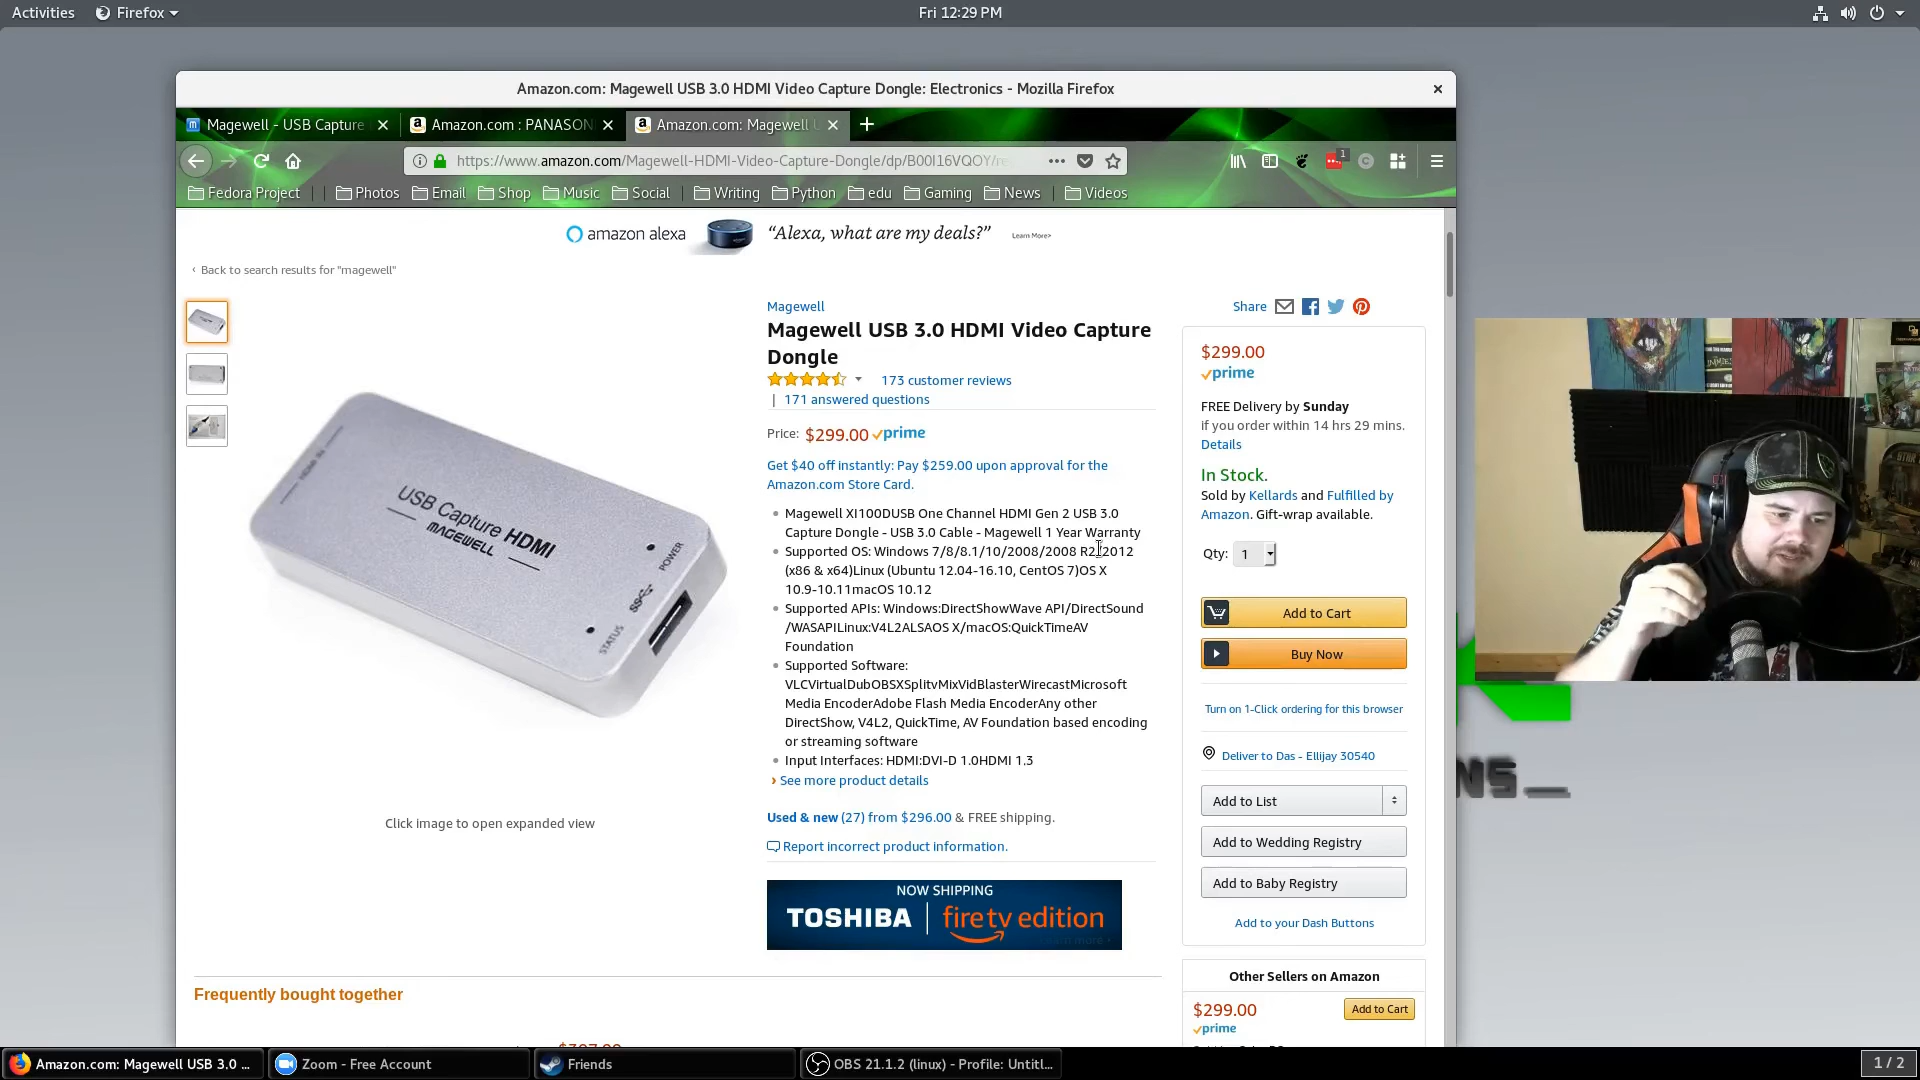 Activities
Firefox
Fri 12:29 PM
Amazon.com: Magewell USB 3.0 HDMI Video Capture Dongle: Electronics - Mozilla Firefox
Magewell - USB Capture
Amazon.com : PANASON
Amazon.com: Magewell U
https://www.amazon.com/Magewell-HDMI-Video-Capture-Dongle/dp/B00I16VQOY/re
1
Fedora Project
Photos
Email
Shop
Music
Social
Writing
Python
edu
Gaming
News
Videos
amazon alexa
“Alexa, what are my deals?”
Learn More>
‹ Back to search results for "magewell"
USB Capture HDMI
MAGEWELL
POWER
STATUS
Click image to open expanded view
Magewell
Magewell USB 3.0 HDMI Video Capture
Dongle
173 customer reviews
| 171 answered questions
Price: $299.00 prime
Get $40 off instantly: Pay $259.00 upon approval for the
Amazon.com Store Card.
Magewell XI100DUSB One Channel HDMI Gen 2 USB 3.0
Capture Dongle - USB 3.0 Cable - Magewell 1 Year Warranty
Supported OS: Windows 7/8/8.1/10/2008/2008 R2/2012
(x86 & x64)Linux (Ubuntu 12.04-16.10, CentOS 7)OS X
10.9-10.11macOS 10.12
Supported APIs: Windows:DirectShowWave API/DirectSound
/WASAPILinux:V4L2ALSAOS X/macOS:QuickTimeAV
Foundation
Supported Software:
VLCVirtualDubOBSXSplitvMixVidBlasterWirecastMicrosoft
Media EncoderAdobe Flash Media EncoderAny other
DirectShow, V4L2, QuickTime, AV Foundation based encoding
or streaming software
Input Interfaces: HDMI:DVI-D 1.0HDMI 1.3
› See more product details
Used & new (27) from $296.00 & FREE shipping.
Report incorrect product information.
NOW SHIPPING
TOSHIBA | fire tv edition
Frequently bought together
Share
$299.00
prime
FREE Delivery by Sunday
if you order within 14 hrs 29 mins.
Details
In Stock.
Sold by Kellards and Fulfilled by
Amazon. Gift-wrap available.
Qty: 1
Add to Cart
Buy Now
Turn on 1-Click ordering for this browser
Deliver to Das - Ellijay 30540
Add to List
Add to Wedding Registry
Add to Baby Registry
Add to your Dash Buttons
Other Sellers on Amazon
$299.00
Add to Cart
prime
NS_
Amazon.com: Magewell USB 3.0 ...
Zoom - Free Account
Friends
OBS 21.1.2 (linux) - Profile: Untitl...
1 / 2